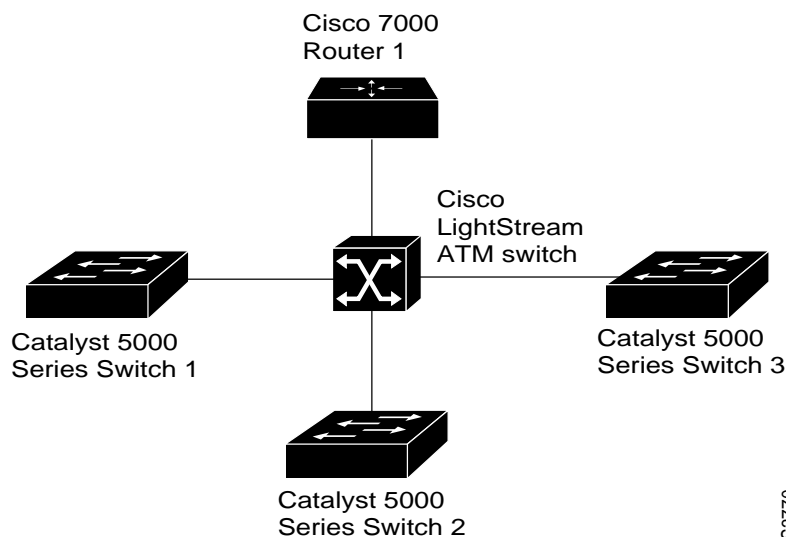 Cisco 7000
Router 1
Cisco
LightStream
ATM switch
Catalyst 5000
Series Switch 1
Catalyst 5000
Series Switch 3
Catalyst 5000
Series Switch 2